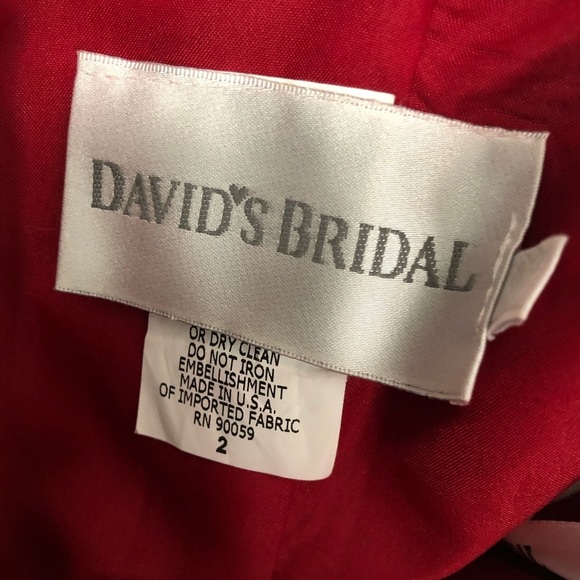 DAVID'S BRIDAL
OR DRY CLEAN
DO NOT IRON
EMBELLISHMENT
MADE IN U.S.A.
OF IMPORTED FABRIC
RN 90059
2